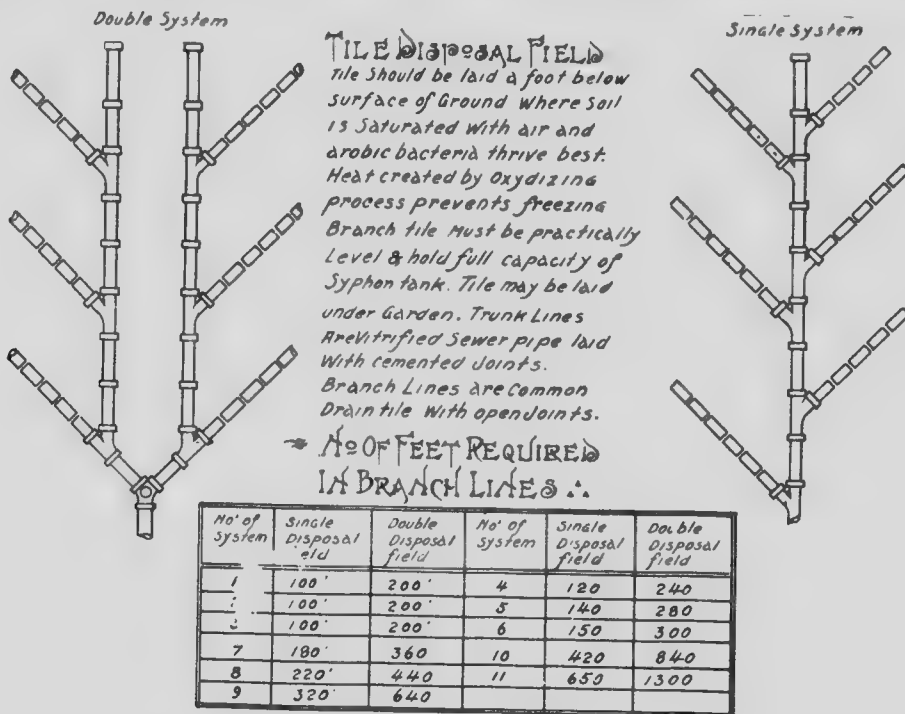 Double System
Single System
TILE DISPOSAL FIELD
Tile Should be laid a foot below
surface of Ground Where Soil
is Saturated With air and
arobic bacteria thrive best.
Heat created by Oxydizing
process prevents freezing
Branch tile Must be practically
Level & hold full capacity of
Syphon tank. Tile may be laid
under Garden. Trunk Lines
Are Vitrified Sewer pipe laid
With cemented Joints.
Branch Lines are Common
Drain tile With open Joints.
No OF FEET REQUIRED
IN BRANCH LINES ∴
No' of System | Single Disposal ield | Double Disposal field | No' of System | Single Disposal field | Double Disposal field
1 | 100' | 200' | 4 | 120 | 240
100' | 200' | 5 | 140 | 280
100' | 200' | 6 | 150 | 300
7 | 180' | 360 | 10 | 420 | 840
8 | 220' | 440 | 11 | 650 | 1300
9 | 320' | 640